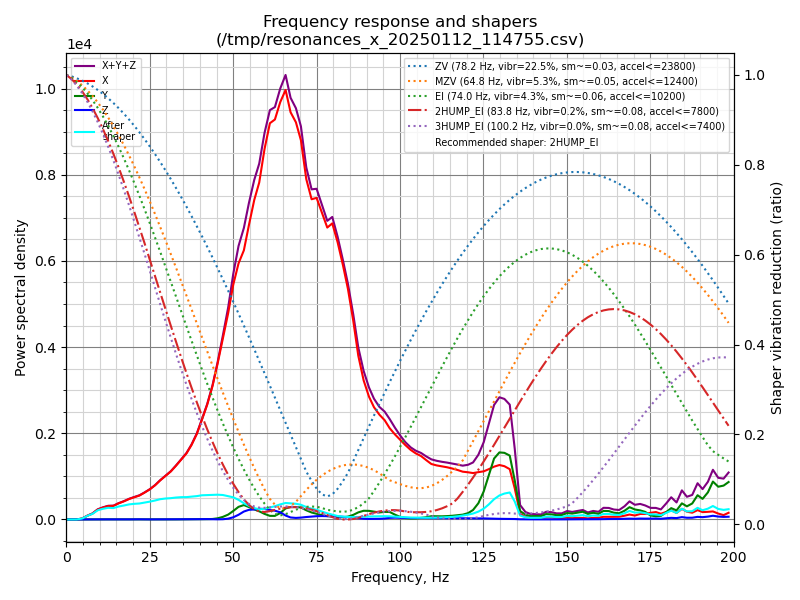 Frequency response and shapers
(/tmp/resonances_x_20250112_114755.csv)
1e4
X+Y+Z
X
Y
Z
After
shaper
ZV (78.2 Hz, vibr=22.5%, sm~=0.03, accel<=23800)
MZV (64.8 Hz, vibr=5.3%, sm~=0.05, accel<=12400)
EI (74.0 Hz, vibr=4.3%, sm~=0.06, accel<=10200)
2HUMP_EI (83.8 Hz, vibr=0.2%, sm~=0.08, accel<=7800)
3HUMP_EI (100.2 Hz, vibr=0.0%, sm~=0.08, accel<=7400)
Recommended shaper: 2HUMP_EI
1.0
0.8
0.6
0.4
0.2
0.0
Power spectral density
1.0
0.8
0.6
0.4
0.2
0.0
Shaper vibration reduction (ratio)
0 25 50 75 100 125 150 175 200
Frequency, Hz